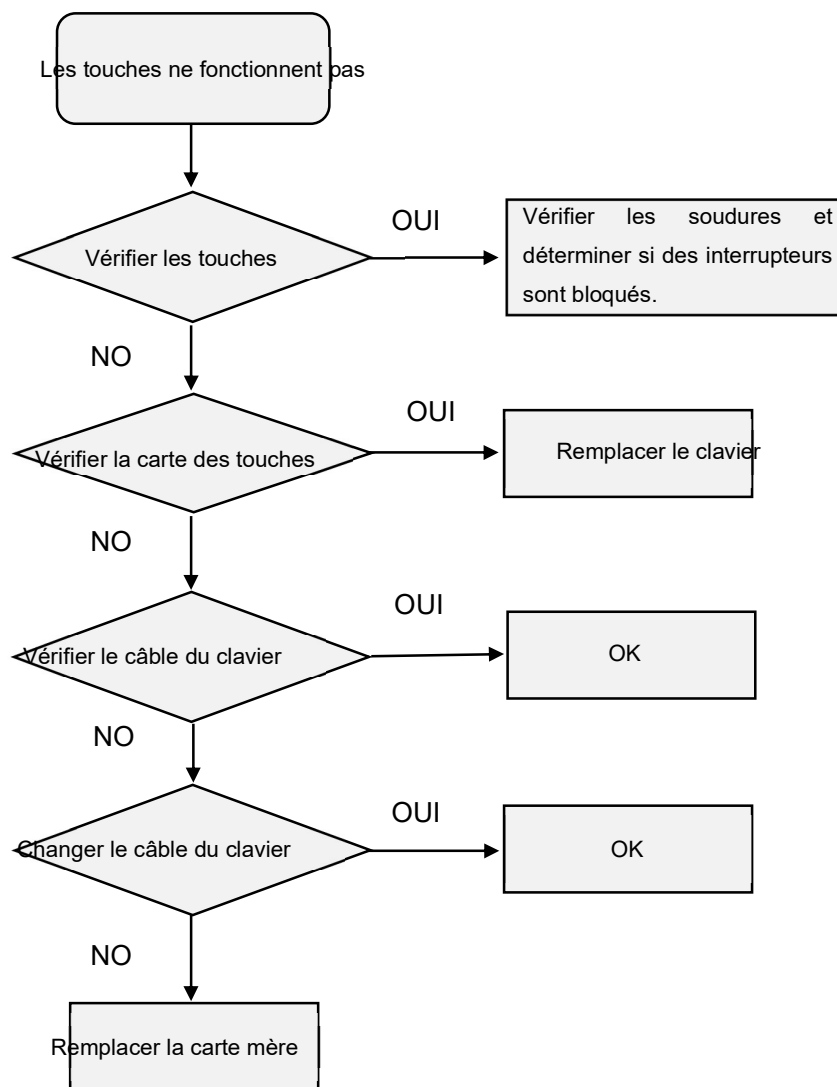 Les touches ne fonctionnent pas
OUI
Vérifier les soudures et
déterminer si des interrupteurs
sont bloqués.
Vérifier les touches
NO
OUI
Vérifier la carte des touches
Remplacer le clavier
NO
OUI
Vérifier le câble du clavier
OK
NO
OUI
Changer le câble du clavier
OK
NO
Remplacer la carte mère